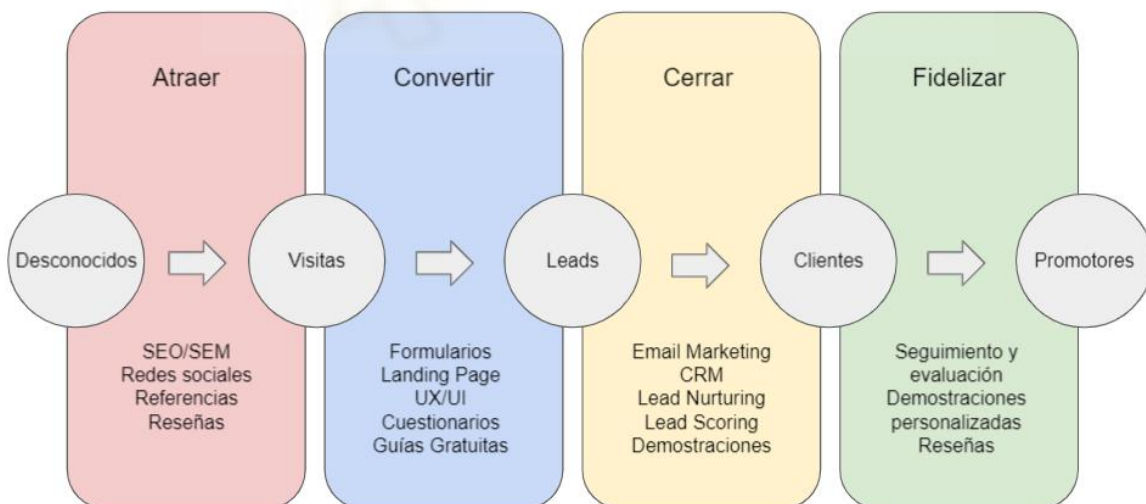 Atraer
Convertir
Cerrar
Fidelizar
Desconocidos
Visitas
Leads
Clientes
Promotores
SEO/SEM
Redes sociales
Referencias
Reseñas
Formularios
Landing Page
UX/UI
Cuestionarios
Guías Gratuitas
Email Marketing
CRM
Lead Nurturing
Lead Scoring
Demostraciones
Seguimiento y
evaluación
Demostraciones
personalizadas
Reseñas